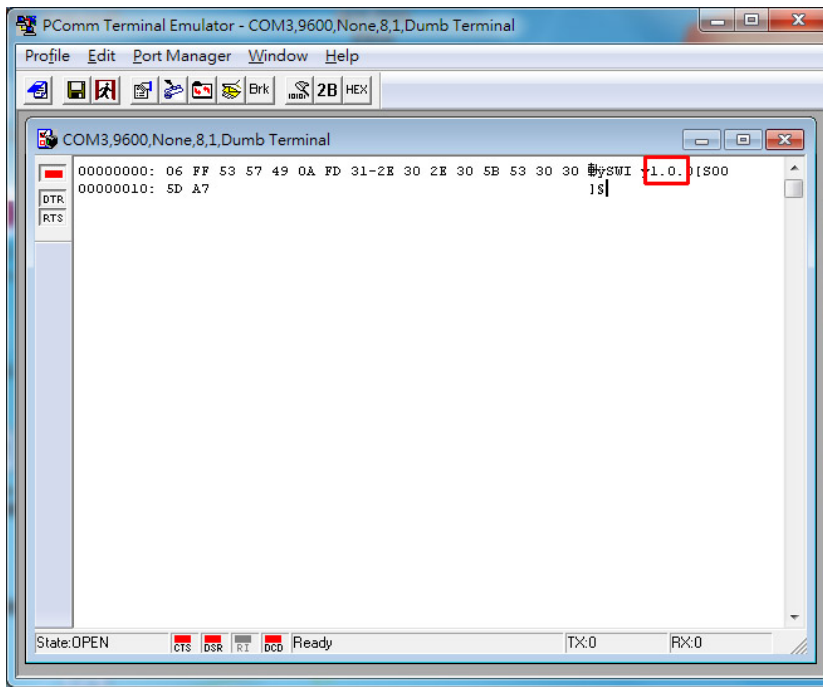 PComm Terminal Emulator - COM3,9600,None,8,1,Dumb Terminal
Profile Edit Port Manager Window Help
Brk 2B HEX
COM3,9600,None,8,1,Dumb Terminal
00000000: 06 FF 53 57 49 0A FD 31-2E 30 2E 30 5B 53 30 30 ÿSWI ý1.0.0[S00
00000010: 5D A7 ]§
DTR
RTS
State:OPEN CTS DSR RI DCD Ready TX:0 RX:0